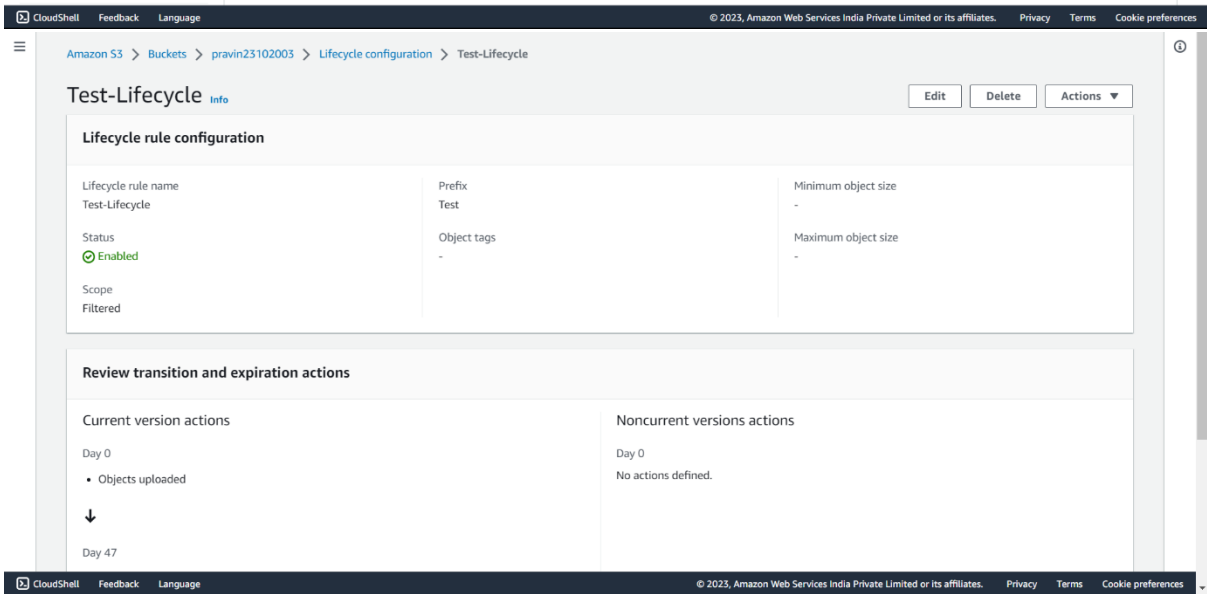 CloudShell Feedback Language © 2023, Amazon Web Services India Private Limited or its affiliates. Privacy Terms Cookie preferences
Amazon S3 > Buckets > pravin23102003 > Lifecycle configuration > Test-Lifecycle
Test-Lifecycle Info Edit Delete Actions ▼
Lifecycle rule configuration
Lifecycle rule name Prefix Minimum object size
Test-Lifecycle Test -
Status Object tags Maximum object size
Enabled - -
Scope
Filtered
Review transition and expiration actions
Current version actions Noncurrent versions actions
Day 0 Day 0
• Objects uploaded No actions defined.
↓
Day 47
CloudShell Feedback Language © 2023, Amazon Web Services India Private Limited or its affiliates. Privacy Terms Cookie preferences